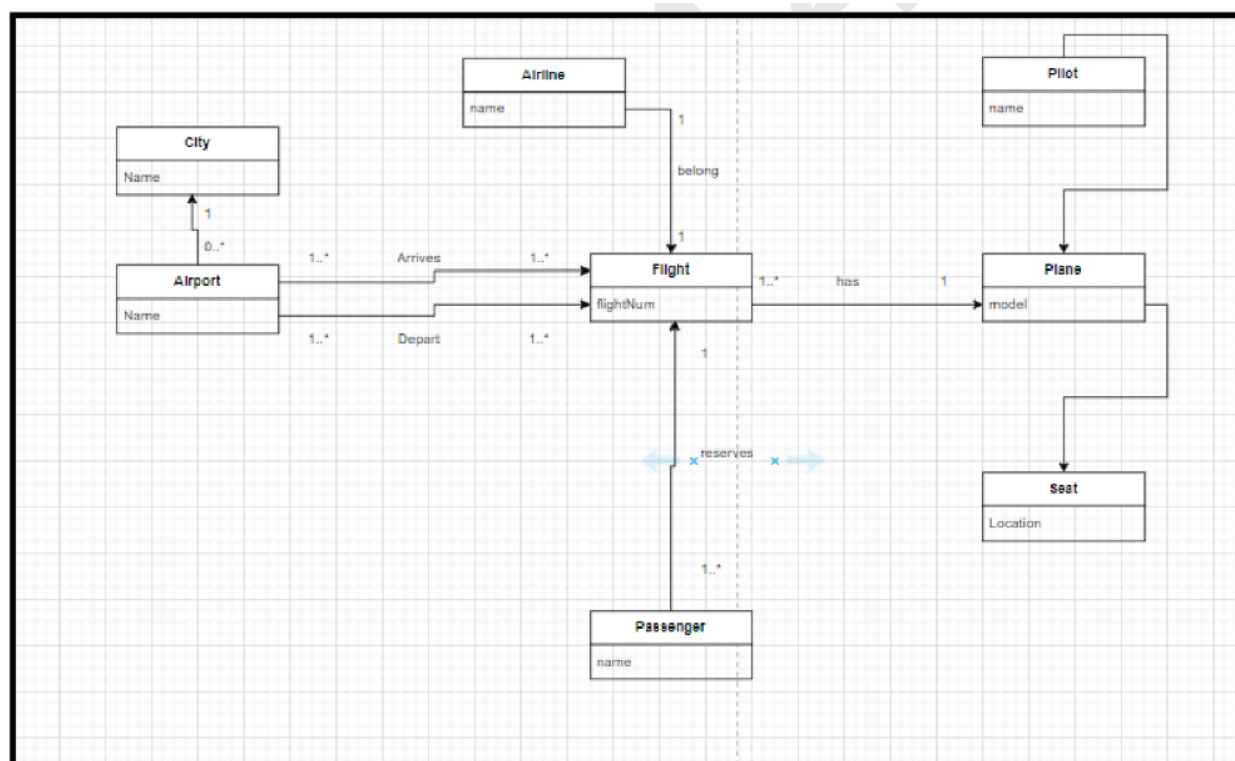 Airline
name
Pilot
name
City
Name
1
belong
1
0..*
1
1..*
Arrives
1..*
Airport
Name
Flight
flightNum
1..*
has
1
Plane
model
1..*
Depart
1..*
1
reserves
Seat
Location
1..*
Passenger
name